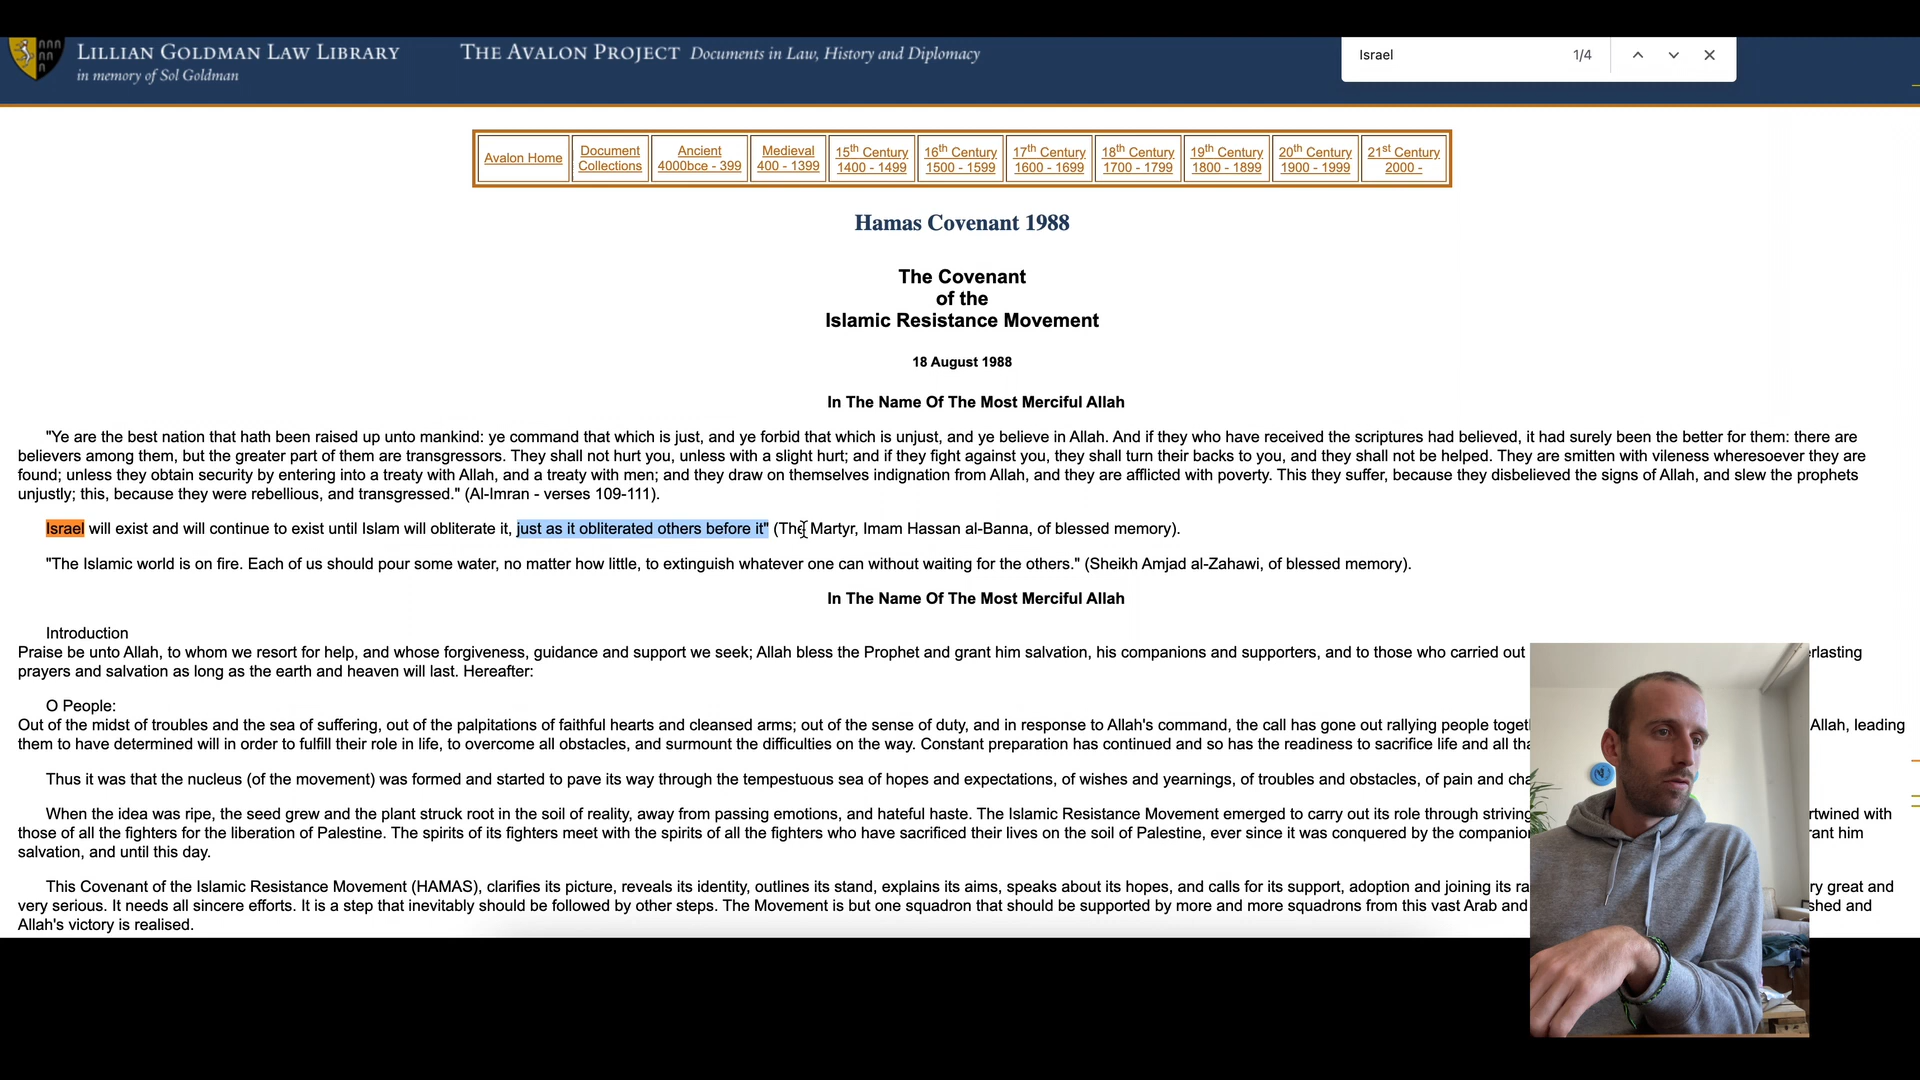 LILLIAN GOLDMAN LAW LIBRARY
in memory of Sol Goldman
THE AVALON PROJECT Documents in Law, History and Diplomacy
Israel 1/4
Avalon Home
Document Collections
Ancient 4000bce - 399
Medieval 400 - 1399
15th Century 1400 - 1499
16th Century 1500 - 1599
17th Century 1600 - 1699
18th Century 1700 - 1799
19th Century 1800 - 1899
20th Century 1900 - 1999
21st Century 2000 -
Hamas Covenant 1988
The Covenant
of the
Islamic Resistance Movement
18 August 1988
In The Name Of The Most Merciful Allah
"Ye are the best nation that hath been raised up unto mankind: ye command that which is just, and ye forbid that which is unjust, and ye believe in Allah. And if they who have received the scriptures had believed, it had surely been the better for them: there are
believers among them, but the greater part of them are transgressors. They shall not hurt you, unless with a slight hurt; and if they fight against you, they shall turn their backs to you, and they shall not be helped. They are smitten with vileness wheresoever they are
found; unless they obtain security by entering into a treaty with Allah, and a treaty with men; and they draw on themselves indignation from Allah, and they are afflicted with poverty. This they suffer, because they disbelieved the signs of Allah, and slew the prophets
unjustly; this, because they were rebellious, and transgressed." (Al-Imran - verses 109-111).
Israel will exist and will continue to exist until Islam will obliterate it, just as it obliterated others before it" (The Martyr, Imam Hassan al-Banna, of blessed memory).
"The Islamic world is on fire. Each of us should pour some water, no matter how little, to extinguish whatever one can without waiting for the others." (Sheikh Amjad al-Zahawi, of blessed memory).
In The Name Of The Most Merciful Allah
Introduction
Praise be unto Allah, to whom we resort for help, and whose forgiveness, guidance and support we seek; Allah bless the Prophet and grant him salvation, his companions and supporters, and to those who carried out erlasting
prayers and salvation as long as the earth and heaven will last. Hereafter:
O People:
Out of the midst of troubles and the sea of suffering, out of the palpitations of faithful hearts and cleansed arms; out of the sense of duty, and in response to Allah's command, the call has gone out rallying people toget Allah, leading
them to have determined will in order to fulfill their role in life, to overcome all obstacles, and surmount the difficulties on the way. Constant preparation has continued and so has the readiness to sacrifice life and all tha
Thus it was that the nucleus (of the movement) was formed and started to pave its way through the tempestuous sea of hopes and expectations, of wishes and yearnings, of troubles and obstacles, of pain and cha
When the idea was ripe, the seed grew and the plant struck root in the soil of reality, away from passing emotions, and hateful haste. The Islamic Resistance Movement emerged to carry out its role through striving rtwined with
those of all the fighters for the liberation of Palestine. The spirits of its fighters meet with the spirits of all the fighters who have sacrificed their lives on the soil of Palestine, ever since it was conquered by the companio rant him
salvation, and until this day.
This Covenant of the Islamic Resistance Movement (HAMAS), clarifies its picture, reveals its identity, outlines its stand, explains its aims, speaks about its hopes, and calls for its support, adoption and joining its ra ry great and
very serious. It needs all sincere efforts. It is a step that inevitably should be followed by other steps. The Movement is but one squadron that should be supported by more and more squadrons from this vast Arab and shed and
Allah's victory is realised.